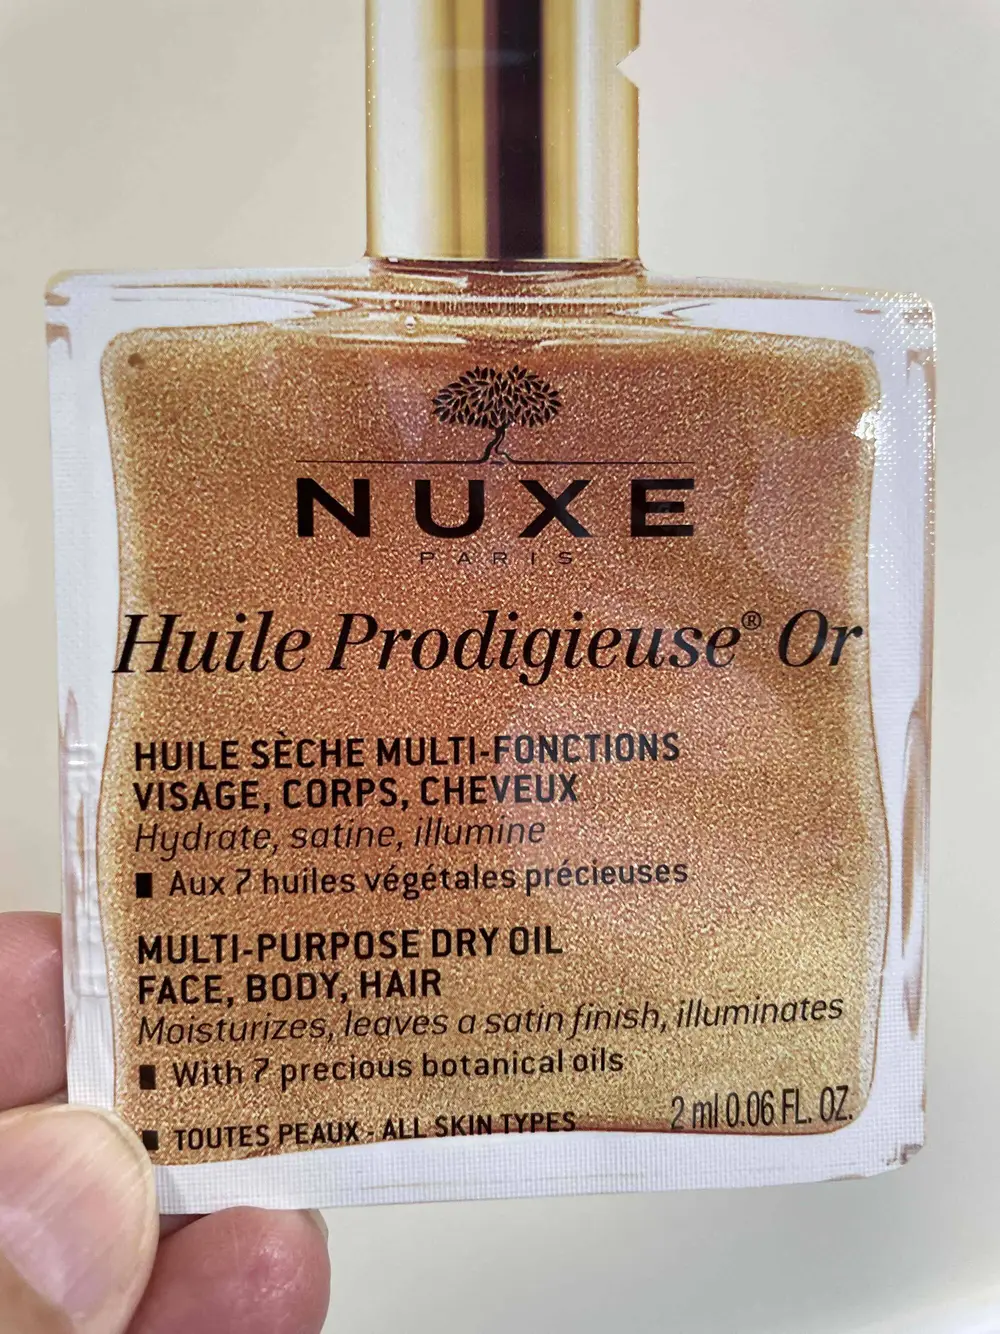 NUXE
PARIS
Huile Prodigieuse® Or
HUILE SÈCHE MULTI-FONCTIONS
VISAGE, CORPS, CHEVEUX
Hydrate, satine, illumine
■ Aux 7 huiles végétales précieuses
MULTI-PURPOSE DRY OIL
FACE, BODY, HAIR
Moisturizes, leaves a satin finish, illuminates
■ With 7 precious botanical oils
■ TOUTES PEAUX - ALL SKIN TYPES
2 ml 0.06 FL. OZ.